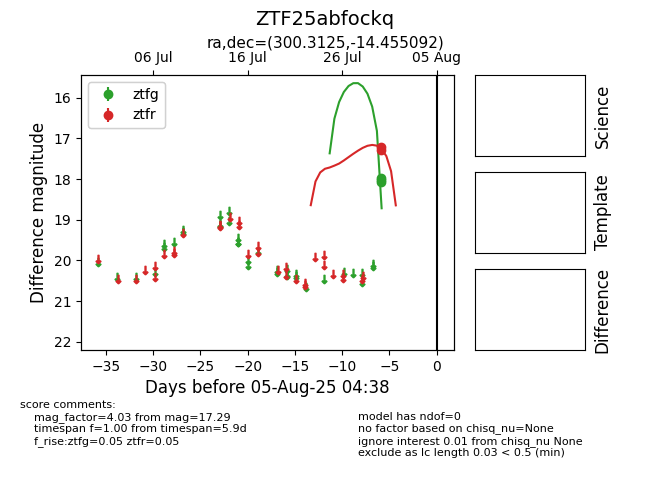 ZTF25abfockq
ra,dec=(300.3125,-14.455092)
06 Jul
16 Jul
26 Jul
05 Aug
ztfg
ztfr
16
17
18
19
20
21
22
Difference magnitude
−35
−30
−25
−20
−15
−10
−5
0
Days before 05-Aug-25 04:38
Science
Template
Difference
score comments:
mag_factor=4.03 from mag=17.29
timespan f=1.00 from timespan=5.9d
f_rise:ztfg=0.05 ztfr=0.05
model has ndof=0
no factor based on chisq_nu=None
ignore interest 0.01 from chisq_nu None
exclude as lc length 0.03 < 0.5 (min)